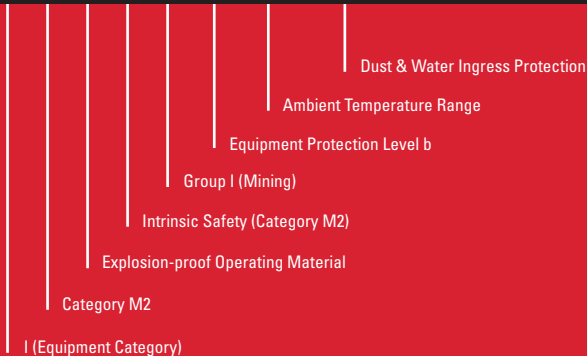 Dust & Water Ingress Protection
Ambient Temperature Range
Equipment Protection Level b
Group I (Mining)
Intrinsic Safety (Category M2)
Explosion-proof Operating Material
Category M2
I (Equipment Category)